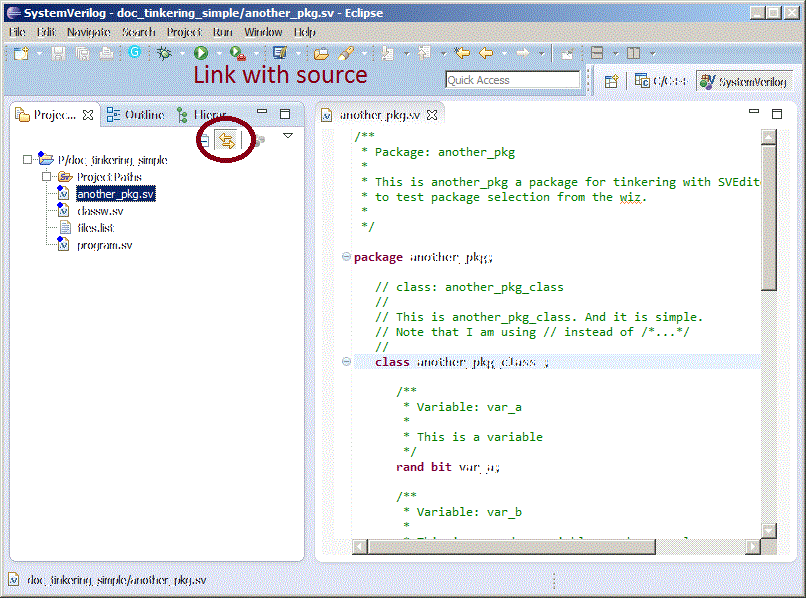 SystemVerilog - doc_tinkering_simple/another_pkg.sv - Eclipse
File Edit Navigate Search Project Run Window Help
Link with source
Quick Access
C/C++
SystemVerilog
Projec...
Outline
Hierar
another_pkg.sv
P/doc_tinkering_simple
Project Paths
another_pkg.sv
classw.sv
files.list
program.sv
/**
* Package: another_pkg
*
* This is another_pkg a package for tinkering with SVEdit
* to test package selection from the wiz.
*
*/
package another_pkg;
// class: another_pkg_class
//
// This is another_pkg_class. And it is simple.
// Note that I am using // instead of /*...*/
//
class another_pkg_class ;
/**
* Variable: var_a
*
* This is a variable
*/
rand bit var_a;
/**
* Variable: var_b
*
doc_tinkering_simple/another_pkg.sv